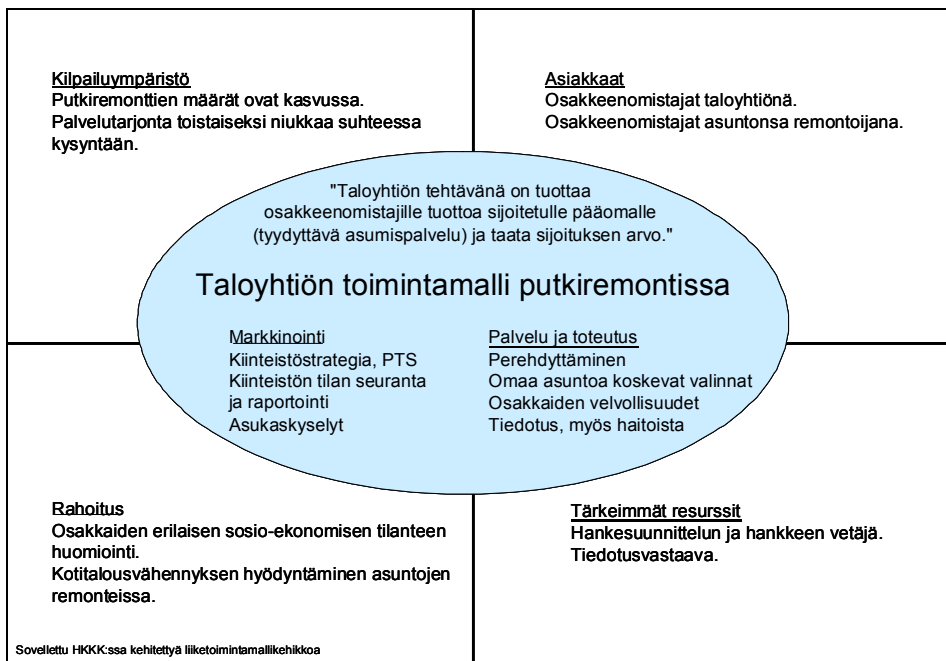 Kilpailuympäristö
Putkiremonttien määrät ovat kasvussa.
Palvelutarjonta toistaiseksi niukkaa suhteessa
kysyntään.
Asiakkaat
Osakkeenomistajat taloyhtiönä.
Osakkeenomistajat asuntonsa remontoijana.
"Taloyhtiön tehtävänä on tuottaa
osakkeenomistajille tuottoa sijoitetulle pääomalle
(tyydyttävä asumispalvelu) ja taata sijoituksen arvo."
Taloyhtiön toimintamalli putkiremontissa
Markkinointi
Kiinteistöstrategia, PTS
Kiinteistön tilan seuranta
ja raportointi
Asukaskyselyt
Palvelu ja toteutus
Perehdyttäminen
Omaa asuntoa koskevat valinnat
Osakkaiden velvollisuudet
Tiedotus, myös haitoista
Rahoitus
Osakkaiden erilaisen sosio-ekonomisen tilanteen
huomiointi.
Kotitalousvähennyksen hyödyntäminen asuntojen
remonteissa.
Tärkeimmät resurssit
Hankesuunnittelun ja hankkeen vetäjä.
Tiedotusvastaava.
Sovellettu HKKK:ssa kehitettyä liiketoimintamallikehikkoa